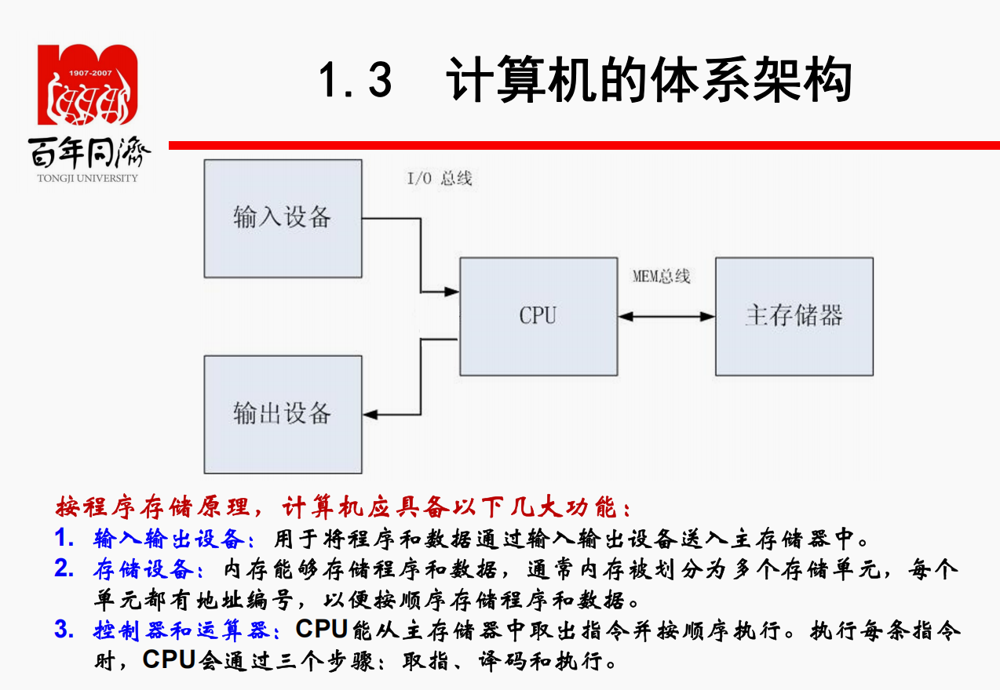 1907-2007
百年同濟
TONGJI UNIVERSITY
1.3 计算机的体系架构
I/O 总线
输入设备
MEM总线
CPU
主存储器
输出设备
按程序存储原理，计算机应具备以下几大功能：
1. 输入输出设备：用于将程序和数据通过输入输出设备送入主存储器中。
2. 存储设备：内存能够存储程序和数据，通常内存被划分为多个存储单元，每个
单元都有地址编号，以便按顺序存储程序和数据。
3. 控制器和运算器：CPU能从主存储器中取出指令并按顺序执行。执行每条指令
时，CPU会通过三个步骤：取指、译码和执行。